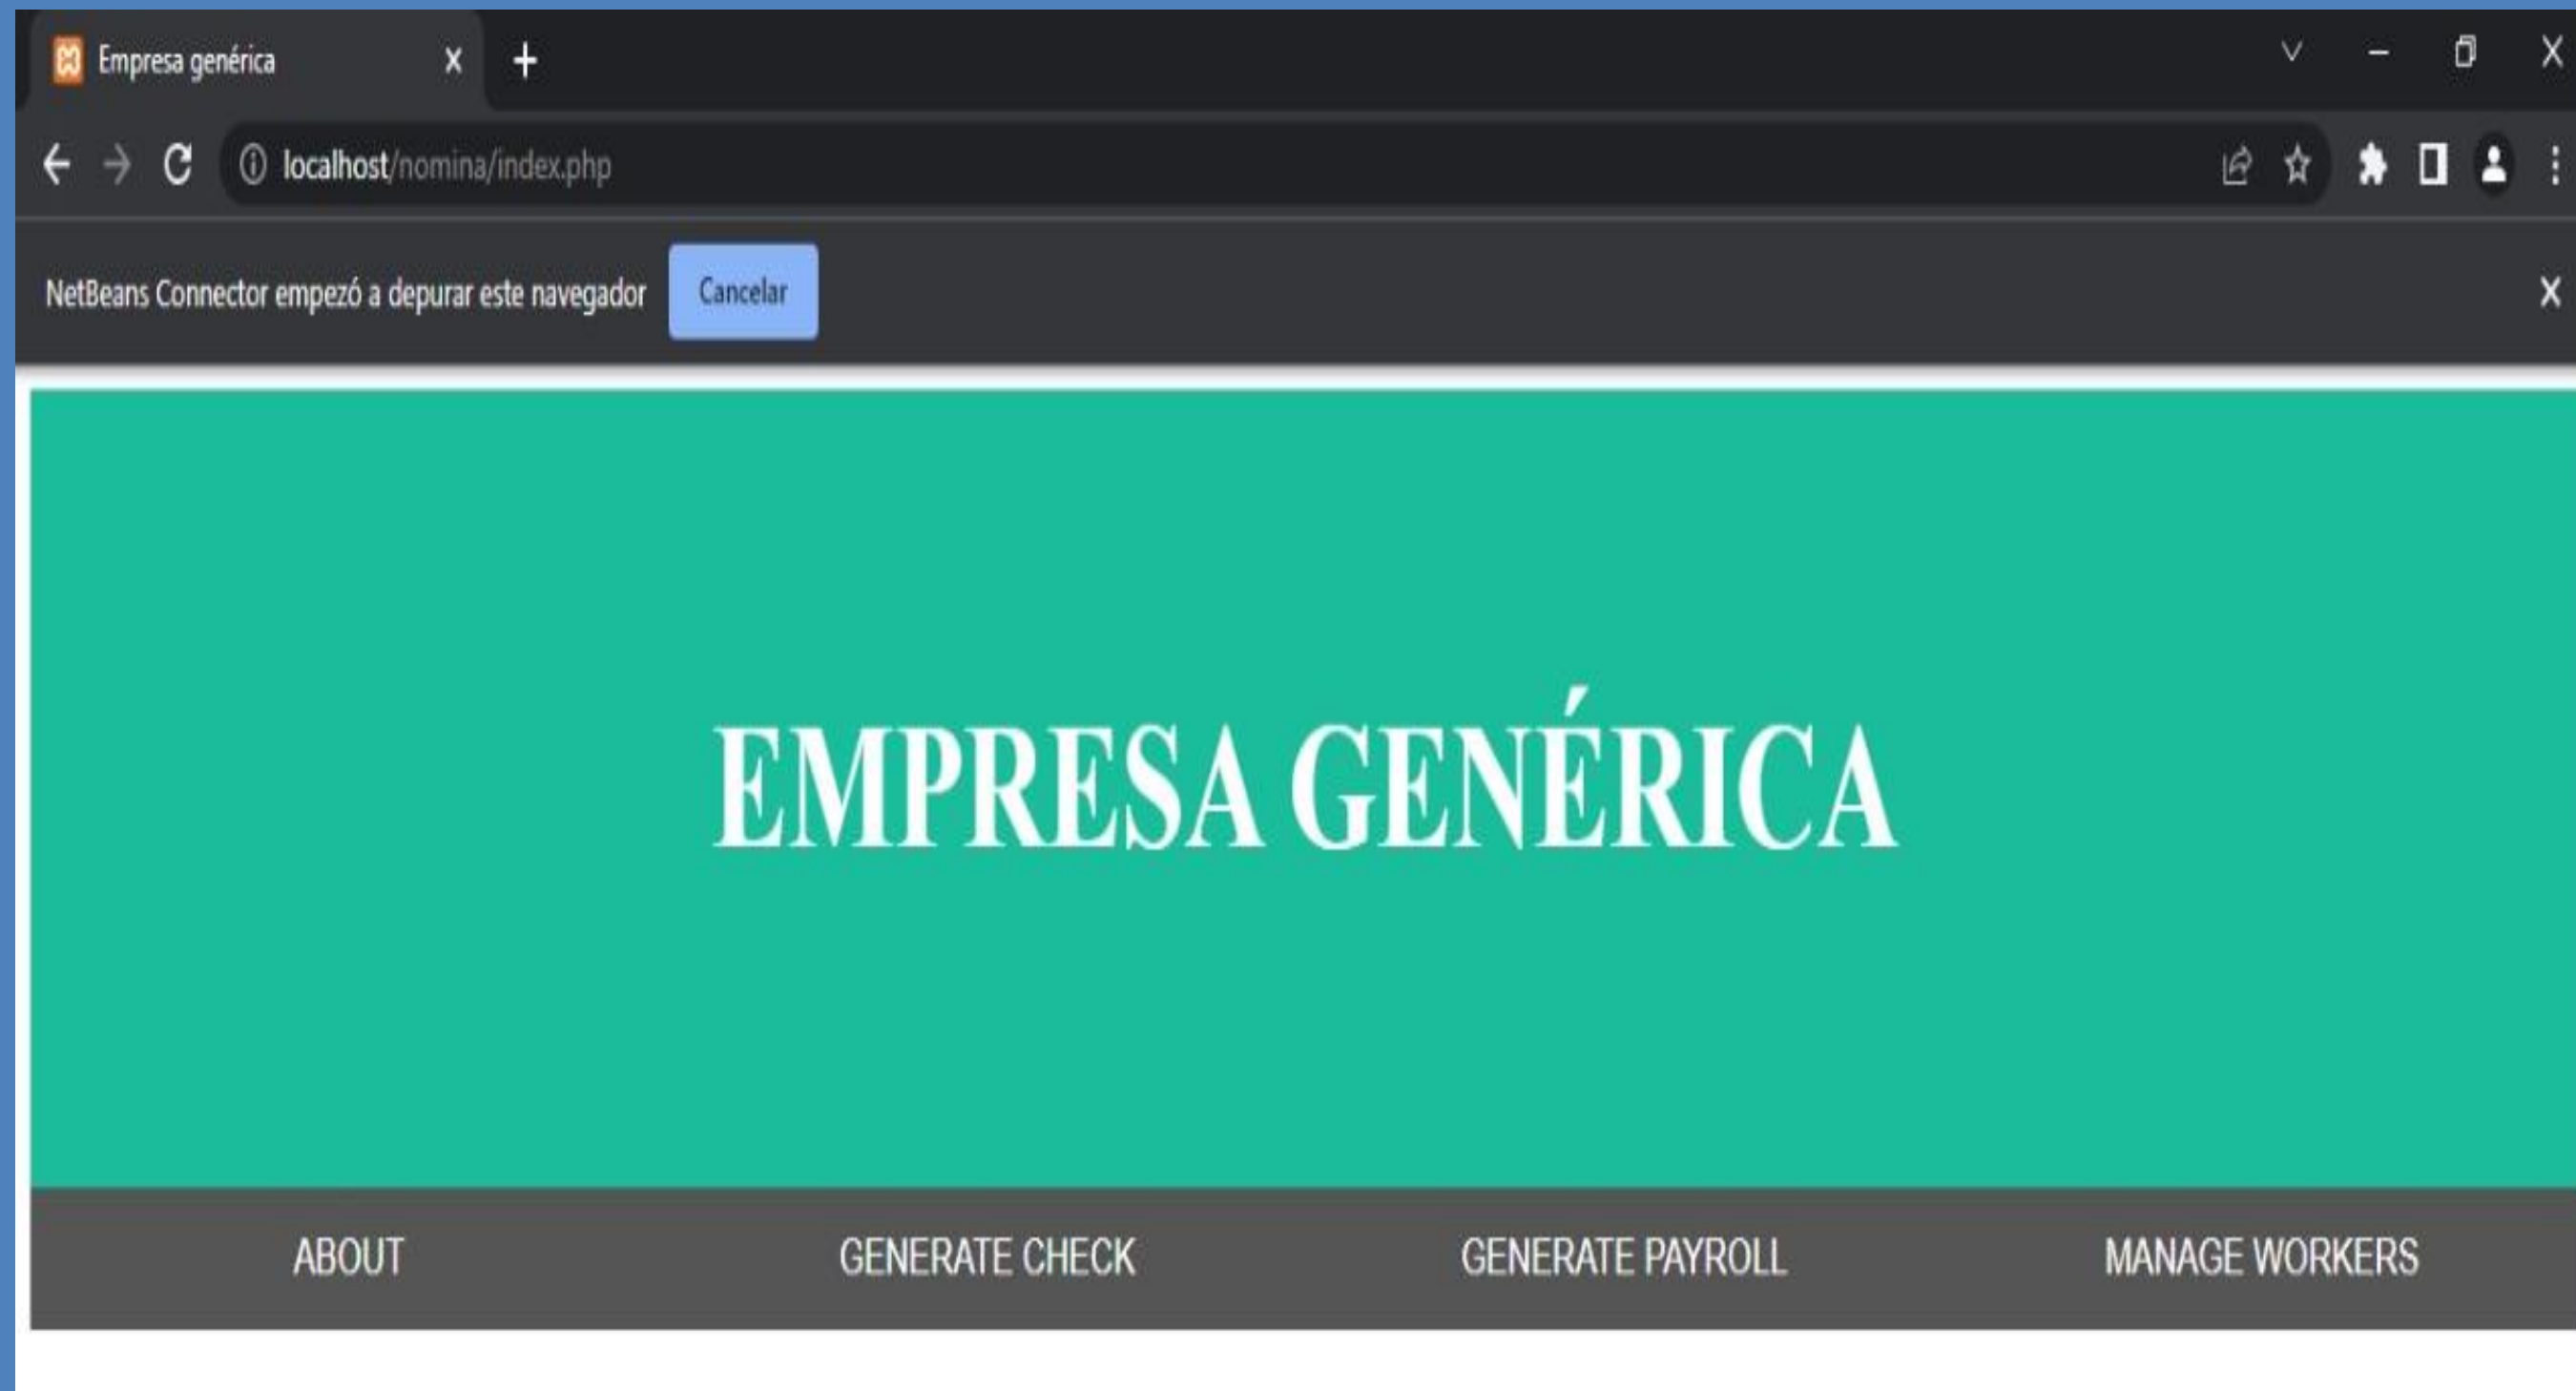 Empresa genérica
localhost/nomina/index.php
NetBeans Connector empezó a depurar este navegador Cancelar
EMPRESA GENÉRICA
ABOUT GENERATE CHECK GENERATE PAYROLL MANAGE WORKERS